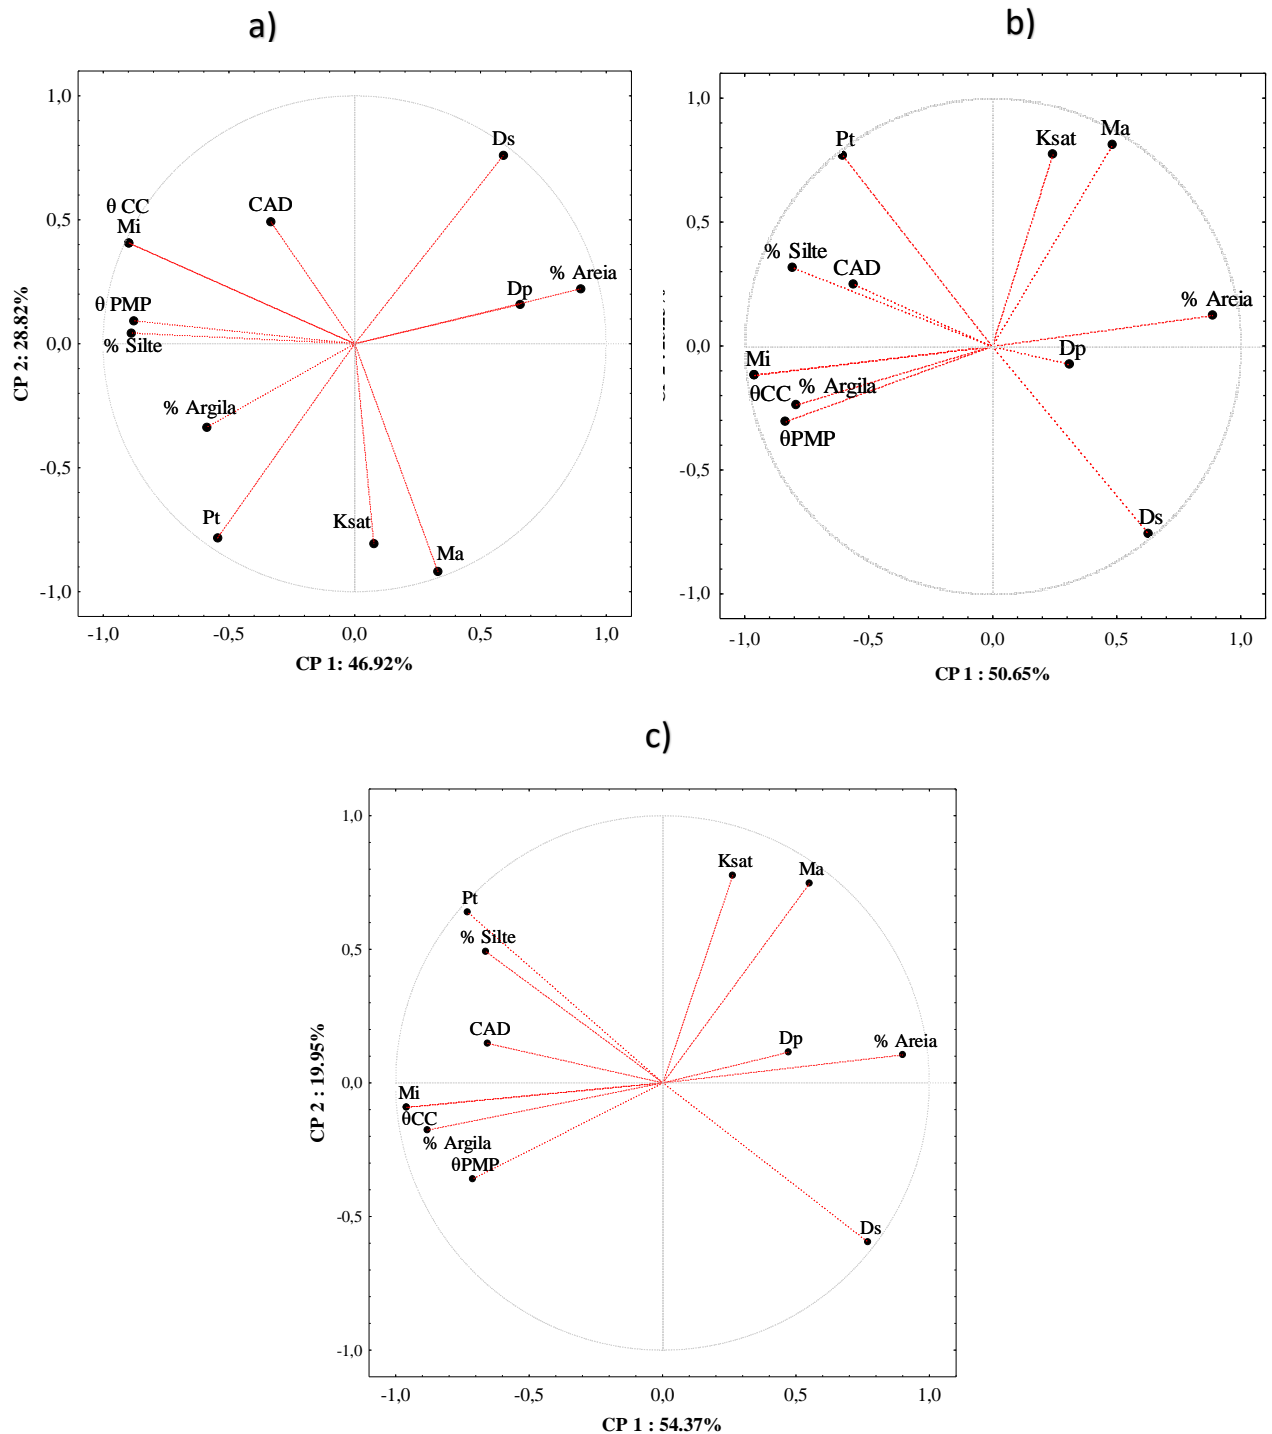 a)
1,0
0,5
0,0
-0,5
-1,0
CP 2: 28.82%
Ds
CAD
θ CC
Mi
% Areia
Dp
θ PMP
% Silte
% Argila
Pt
Ksat
Ma
-1,0
-0,5
0,0
0,5
1,0
CP 1: 46.92%
b)
1,0
0,5
0,0
-0,5
-1,0
Pt
Ksat
Ma
% Silte
CAD
% Areia
Dp
Mi
θCC
% Argila
θPMP
Ds
-1,0
-0,5
0,0
0,5
1,0
CP 1 : 50.65%
c)
1,0
0,5
0,0
-0,5
-1,0
CP 2 : 19.95%
Ksat
Ma
Pt
% Silte
CAD
Dp
% Areia
Mi
θCC
% Argila
θPMP
Ds
-1,0
-0,5
0,0
0,5
1,0
CP 1 : 54.37%